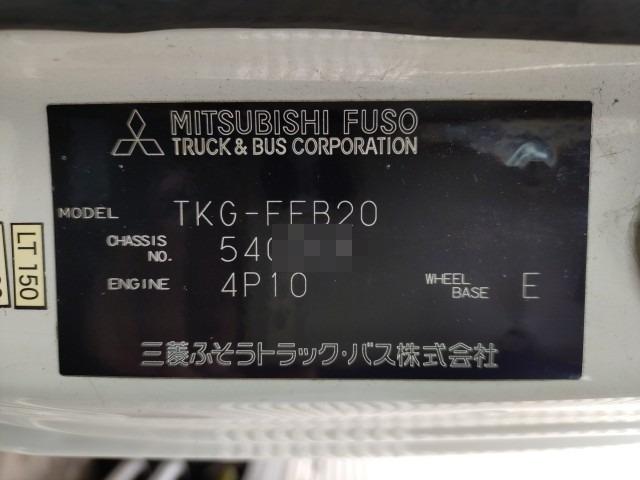 MITSUBISHI FUSO
TRUCK & BUS CORPORATION
MODEL TKG-FEB20
CHASSIS NO. 540
ENGINE 4P10 WHEEL BASE E
三菱ふそうトラック・バス株式会社
LT 150